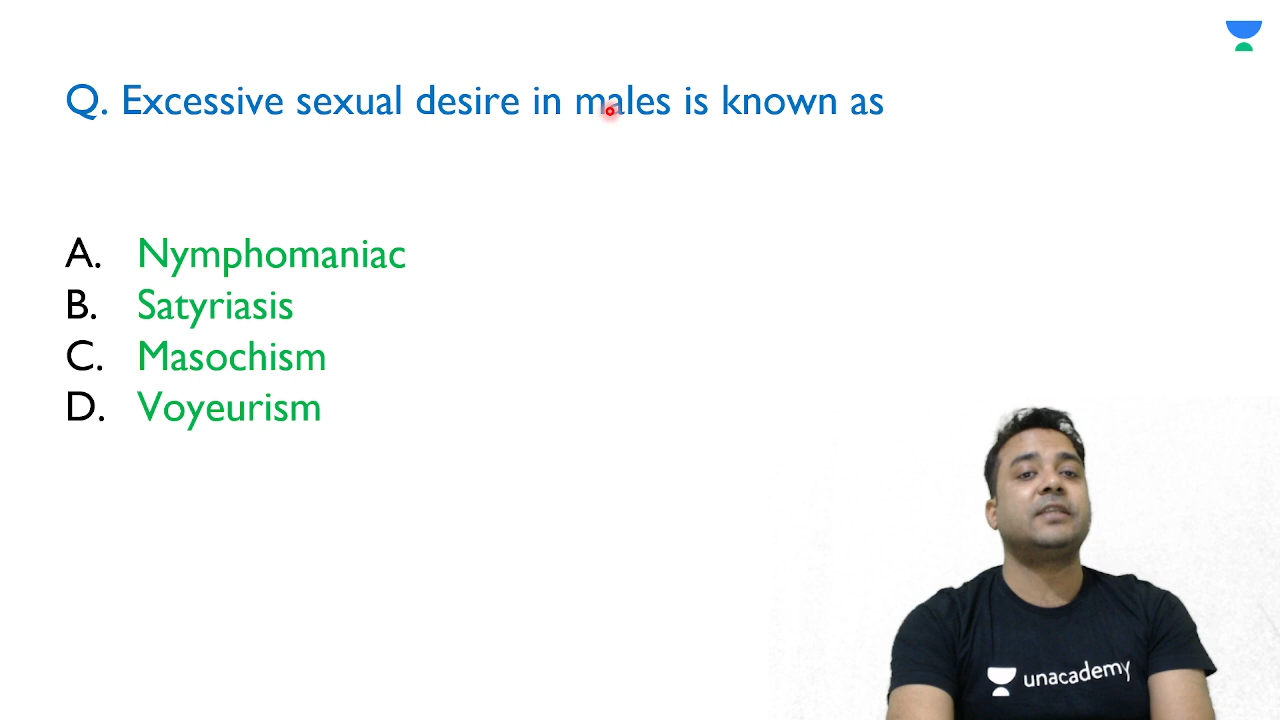 Q. Excessive sexual desire in males is known as
A. Nymphomaniac
B. Satyriasis
C. Masochism
D. Voyeurism
unacademy